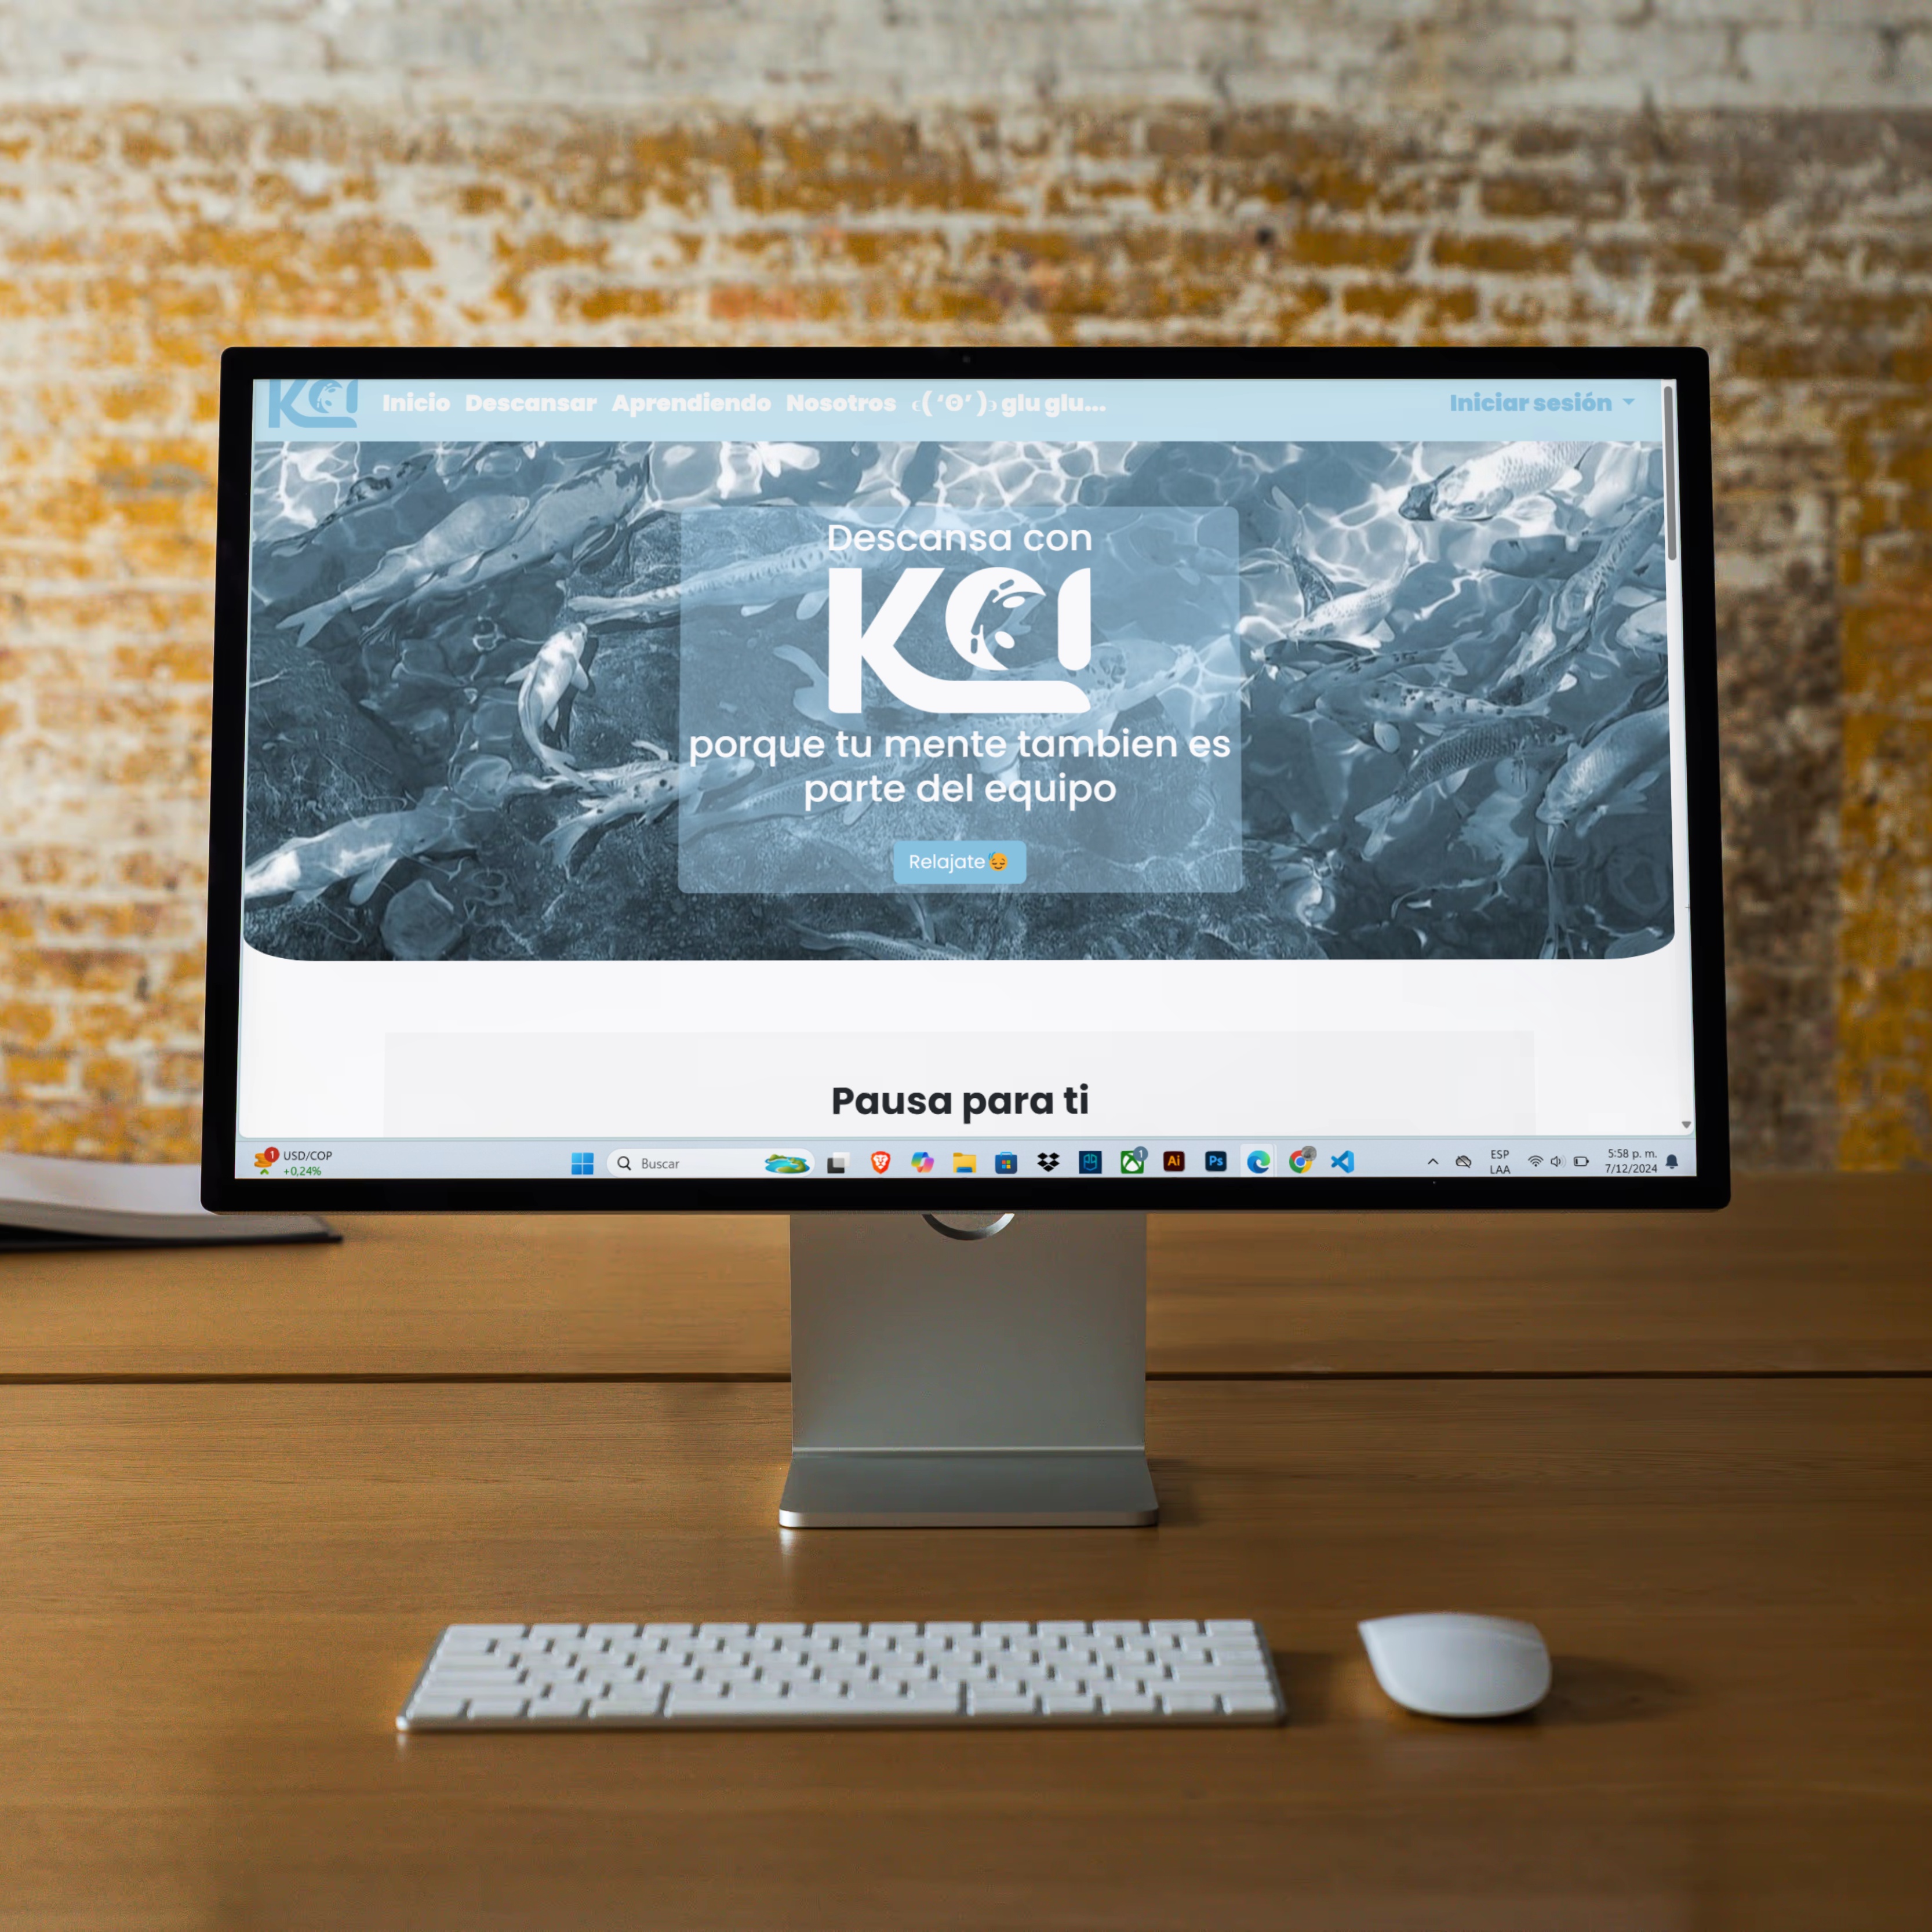 KOI Inicio Descansar Aprendiendo Nosotros ϵ( ‘Θ’ )϶ glu glu... Iniciar sesión
Descansa con
KOI
porque tu mente tambien es
parte del equipo
Relajate😌
Pausa para ti
1 USD/COP
+0,24%
Buscar
1
Ai
Ps
ESP
LAA
5:58 p. m.
7/12/2024